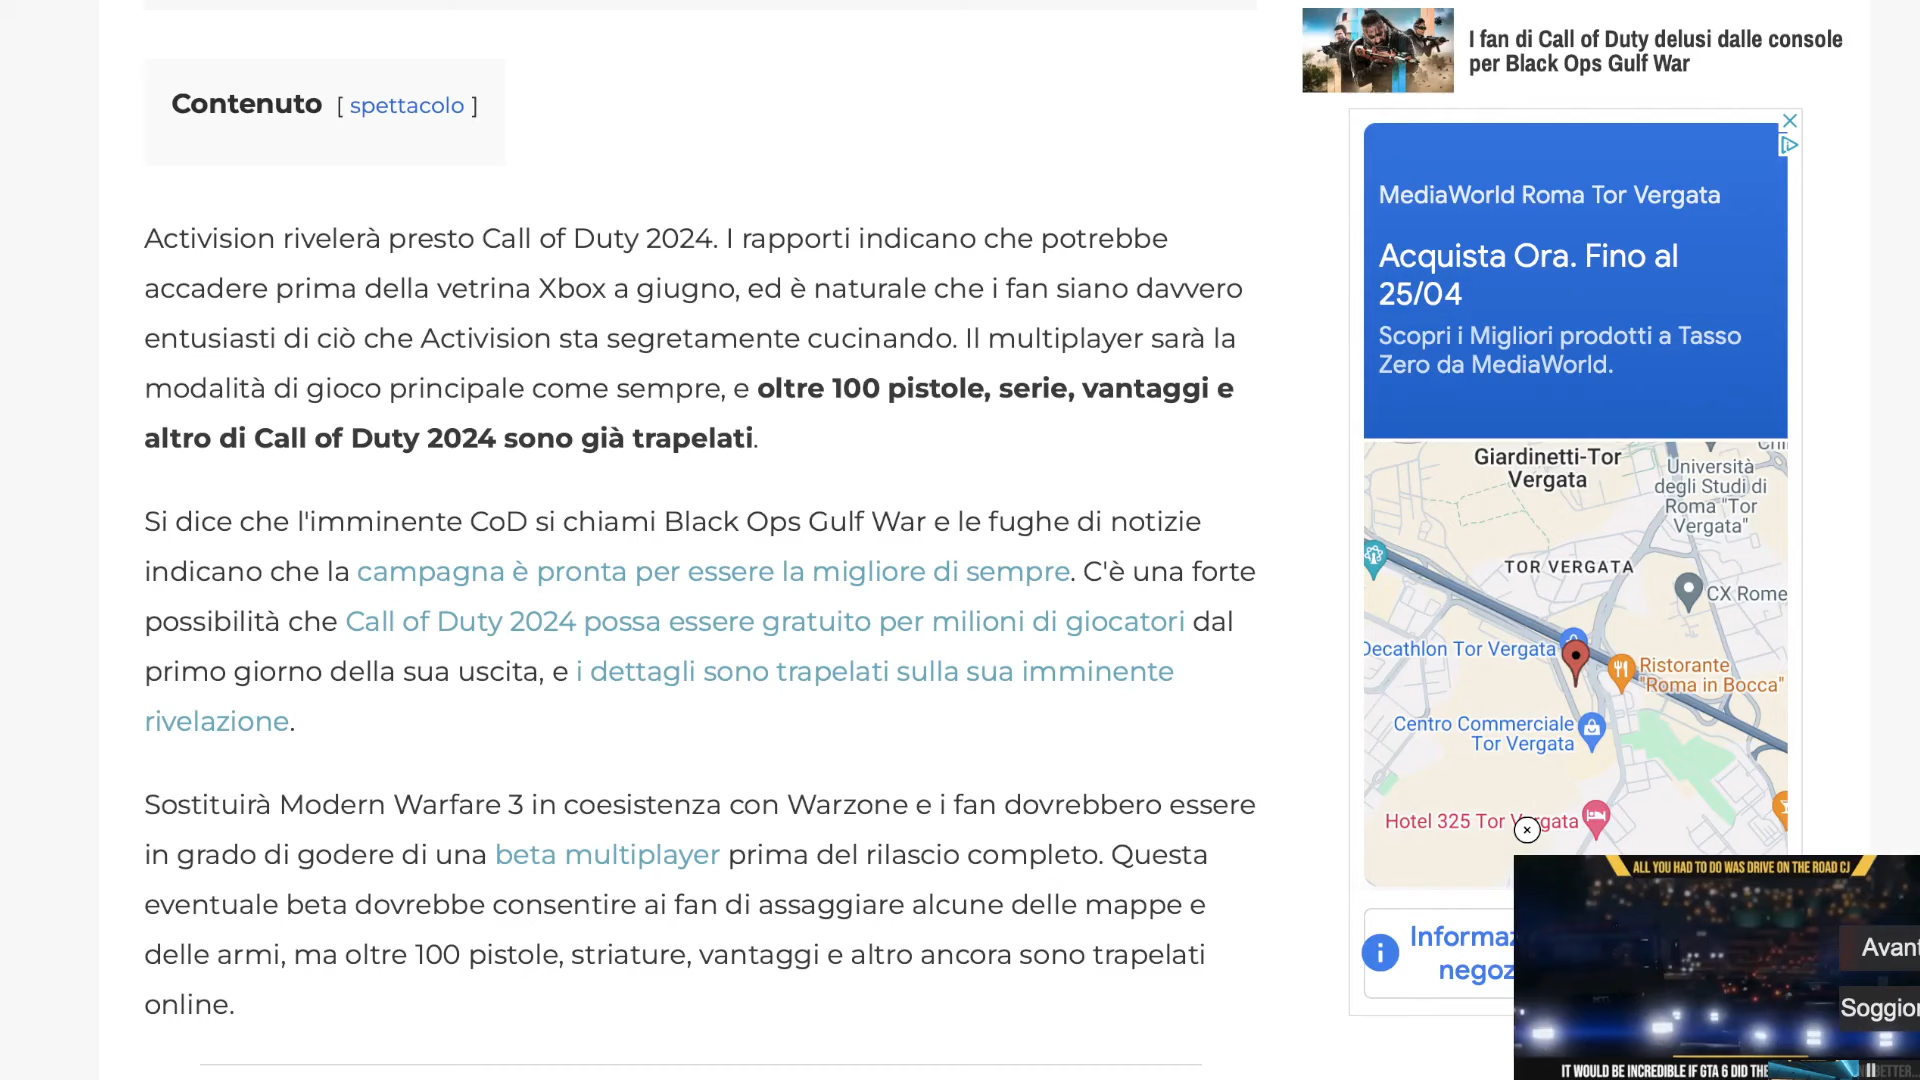 Contenuto [ spettacolo ]
Activision rivelerà presto Call of Duty 2024. I rapporti indicano che potrebbe
accadere prima della vetrina Xbox a giugno, ed è naturale che i fan siano davvero
entusiasti di ciò che Activision sta segretamente cucinando. Il multiplayer sarà la
modalità di gioco principale come sempre, e oltre 100 pistole, serie, vantaggi e
altro di Call of Duty 2024 sono già trapelati.
Si dice che l'imminente CoD si chiami Black Ops Gulf War e le fughe di notizie
indicano che la campagna è pronta per essere la migliore di sempre. C'è una forte
possibilità che Call of Duty 2024 possa essere gratuito per milioni di giocatori dal
primo giorno della sua uscita, e i dettagli sono trapelati sulla sua imminente
rivelazione.
Sostituirà Modern Warfare 3 in coesistenza con Warzone e i fan dovrebbero essere
in grado di godere di una beta multiplayer prima del rilascio completo. Questa
eventuale beta dovrebbe consentire ai fan di assaggiare alcune delle mappe e
delle armi, ma oltre 100 pistole, striature, vantaggi e altro ancora sono trapelati
online.
I fan di Call of Duty delusi dalle console
per Black Ops Gulf War
MediaWorld Roma Tor Vergata
Acquista Ora. Fino al
25/04
Scopri i Migliori prodotti a Tasso
Zero da MediaWorld.
Giardinetti-Tor
Vergata
Università
degli Studi di
Roma "Tor
Vergata"
TOR VERGATA
CX Rome
Decathlon Tor Vergata
Ristorante
"Roma in Bocca"
Centro Commerciale
Tor Vergata
Hotel 325 Tor Vergata
Informaz
negoz
ALL YOU HAD TO DO WAS DRIVE ON THE ROAD CJ
Avant
Soggior
IT WOULD BE INCREDIBLE IF GTA 6 DID THE
BETTER...